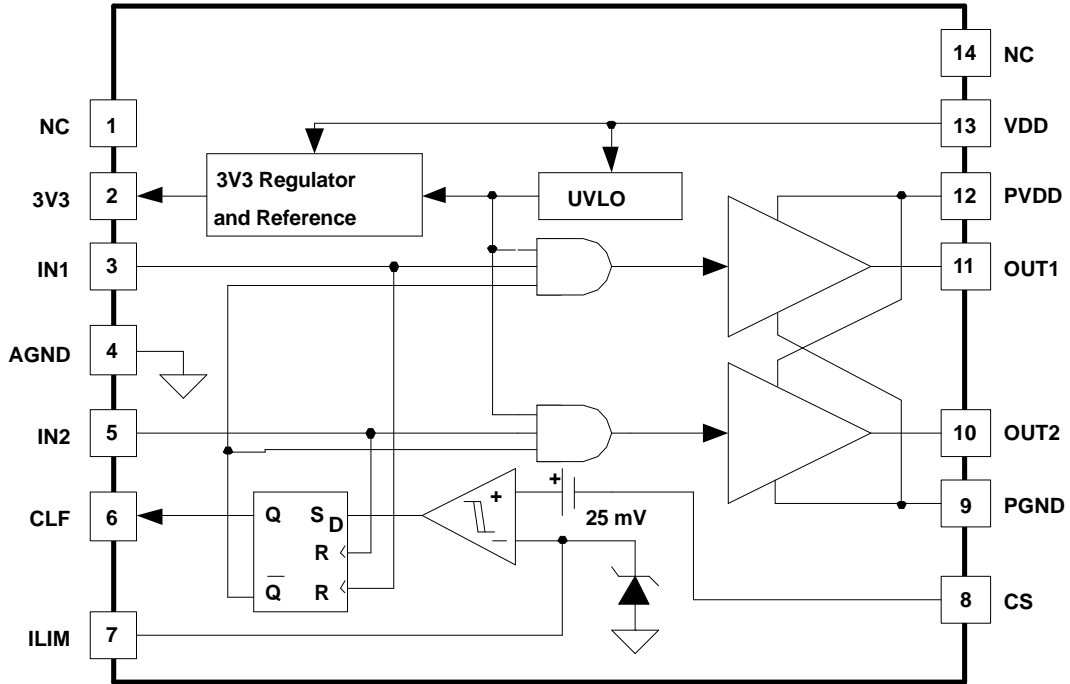 14 NC
NC 1
13 VDD
3V3 Regulator
and Reference
3V3 2
UVLO
12 PVDD
IN1 3
11 OUT1
AGND 4
IN2 5
10 OUT2
+
25 mV
CLF 6
Q SD
+
−
R
Q R
9 PGND
8 CS
ILIM 7